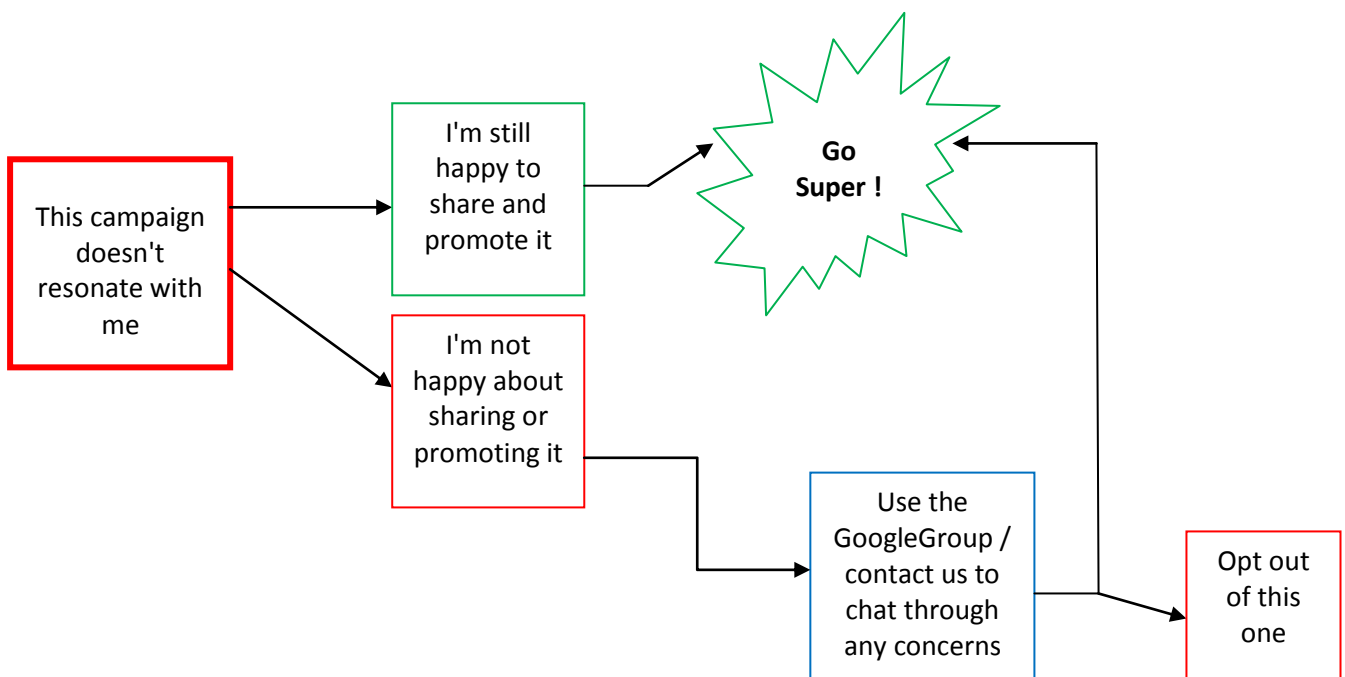 This campaign
doesn't
resonate with
me
I'm still
happy to
share and
promote it
Go
Super !
I'm not
happy about
sharing or
promoting it
Use the
GoogleGroup /
contact us to
chat through
any concerns
Opt out
of this
one